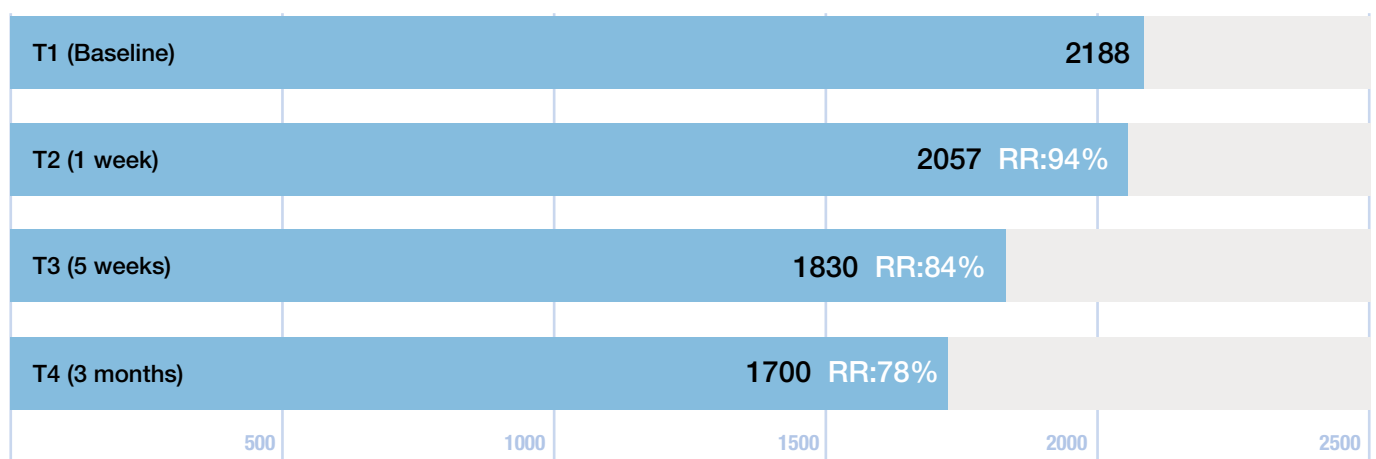 T1 (Baseline) 2188
T2 (1 week) 2057 RR:94%
T3 (5 weeks) 1830 RR:84%
T4 (3 months) 1700 RR:78%
500 1000 1500 2000 2500